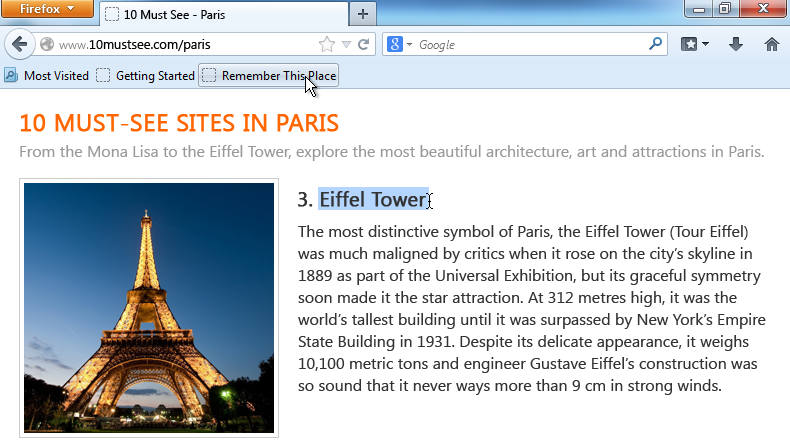 Firefox
10 Must See - Paris
www.10mustsee.com/paris
Google
Most Visited
Getting Started
Remember This Place
10 MUST-SEE SITES IN PARIS
From the Mona Lisa to the Eiffel Tower, explore the most beautiful architecture, art and attractions in Paris.
3. Eiffel Tower
The most distinctive symbol of Paris, the Eiffel Tower (Tour Eiffel)
was much maligned by critics when it rose on the city’s skyline in
1889 as part of the Universal Exhibition, but its graceful symmetry
soon made it the star attraction. At 312 metres high, it was the
world’s tallest building until it was surpassed by New York’s Empire
State Building in 1931. Despite its delicate appearance, it weighs
10,100 metric tons and engineer Gustave Eiffel’s construction was
so sound that it never ways more than 9 cm in strong winds.